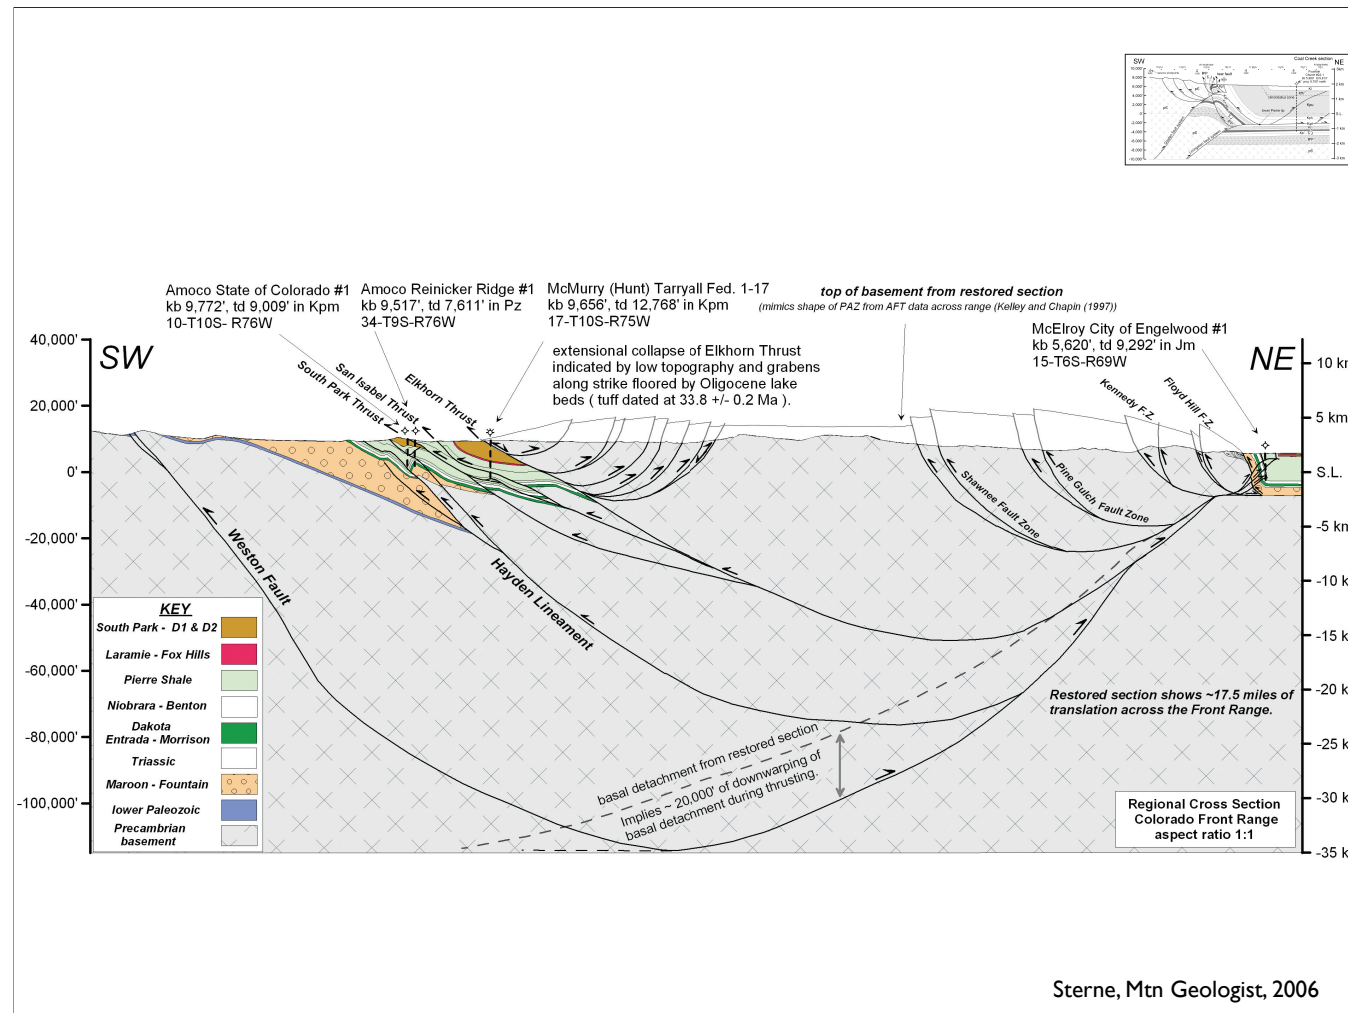 SW
Coal Creek section
NE
Amoco State of Colorado #1
kb 9,772', td 9,009' in Kpm
10-T10S- R76W
Amoco Reinicker Ridge #1
kb 9,517', td 7,611' in Pz
34-T9S-R76W
McMurry (Hunt) Tarryall Fed. 1-17
kb 9,656', td 12,768' in Kpm
17-T10S-R75W
top of basement from restored section
(mimics shape of PAZ from AFT data across range (Kelley and Chapin (1997))
McElroy City of Engelwood #1
kb 5,620', td 9,292' in Jm
15-T6S-R69W
extensional collapse of Elkhorn Thrust
indicated by low topography and grabens
along strike floored by Oligocene lake
beds ( tuff dated at 33.8 +/- 0.2 Ma ).
SW
NE
40,000'
20,000'
0'
-20,000'
-40,000'
-60,000'
-80,000'
-100,000'
10 k
5 km
S.L.
-5 km
-10 k
-15 k
-20 k
-25 k
-30 k
-35 k
South Park Thrust
San Isabel Thrust
Elkhorn Thrust
Kennedy F.Z.
Floyd Hill F.Z.
Shawnee Fault Zone
Pine Gulch Fault Zone
Weston Fault
Hayden Lineament
KEY
South Park - D1 & D2
Laramie - Fox Hills
Pierre Shale
Niobrara - Benton
Dakota
Entrada - Morrison
Triassic
Maroon - Fountain
lower Paleozoic
Precambrian
basement
basal detachment from restored section
Implies ~ 20,000' of downwarping of
basal detachment during thrusting.
Restored section shows ~17.5 miles of
translation across the Front Range.
Regional Cross Section
Colorado Front Range
aspect ratio 1:1
Sterne, Mtn Geologist, 2006